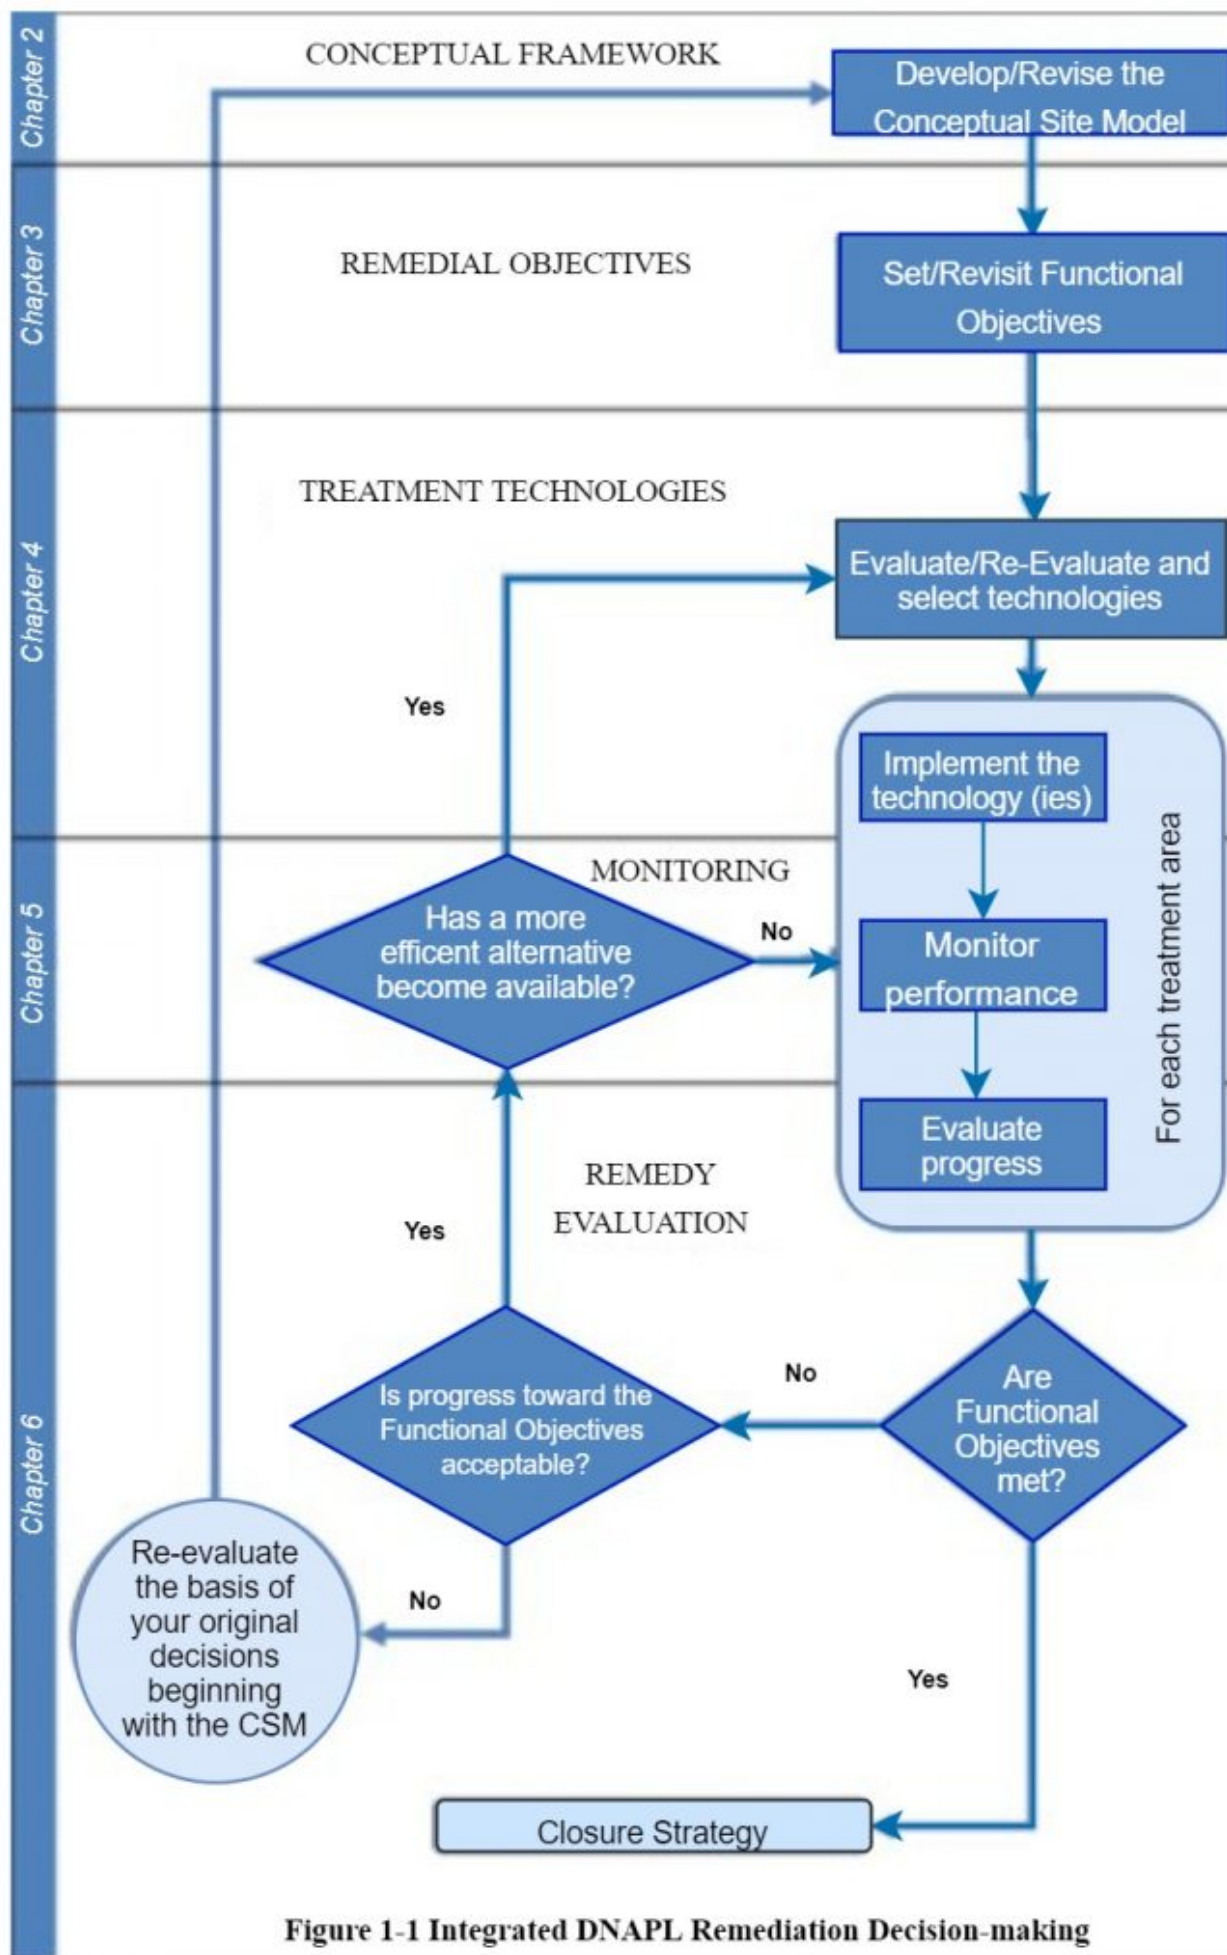 Chapter 2
CONCEPTUAL FRAMEWORK
Develop/Revise the
Conceptual Site Model
Chapter 3
REMEDIAL OBJECTIVES
Set/Revisit Functional
Objectives
Chapter 4
TREATMENT TECHNOLOGIES
Evaluate/Re-Evaluate and
select technologies
Yes
Implement the
technology (ies)
For each treatment area
Chapter 5
MONITORING
Has a more
efficent alternative
become available?
No
Monitor
performance
Evaluate
progress
Chapter 6
REMEDY
EVALUATION
Yes
Is progress toward the
Functional Objectives
acceptable?
No
Are
Functional
Objectives
met?
Re-evaluate
the basis of
your original
decisions
beginning
with the CSM
No
Yes
Closure Strategy
Figure 1-1 Integrated DNAPL Remediation Decision-making